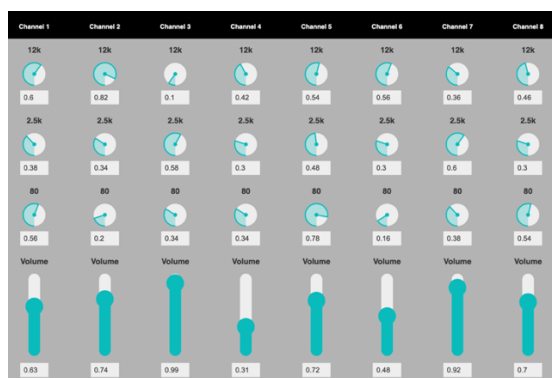 Channel 1 Channel 2 Channel 3 Channel 4 Channel 5 Channel 6 Channel 7 Channel 8
12k 12k 12k 12k 12k 12k 12k 12k
0.6 0.82 0.1 0.42 0.54 0.56 0.36 0.46
2.5k 2.5k 2.5k 2.5k 2.5k 2.5k 2.5k 2.5k
0.38 0.34 0.58 0.3 0.48 0.3 0.6 0.3
80 80 80 80 80 80 80 80
0.56 0.2 0.34 0.34 0.78 0.16 0.38 0.54
Volume Volume Volume Volume Volume Volume Volume Volume
0.63 0.74 0.99 0.31 0.72 0.48 0.92 0.7